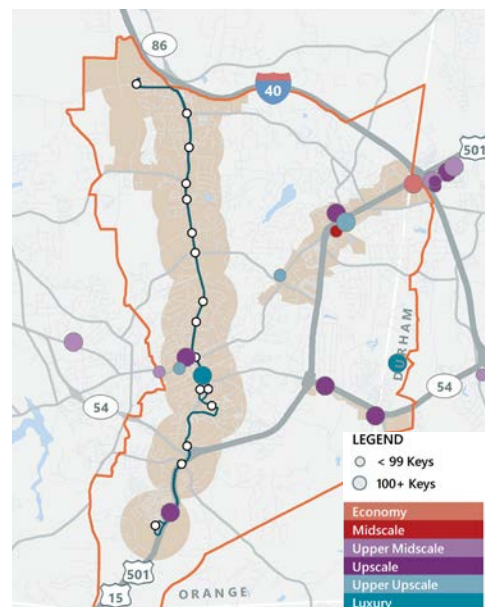 86
40
501
DURHAM
54
54
501
15
ORANGE
LEGEND
< 99 Keys
100+ Keys
Economy
Midscale
Upper Midscale
Upscale
Upper Upscale
Luxury